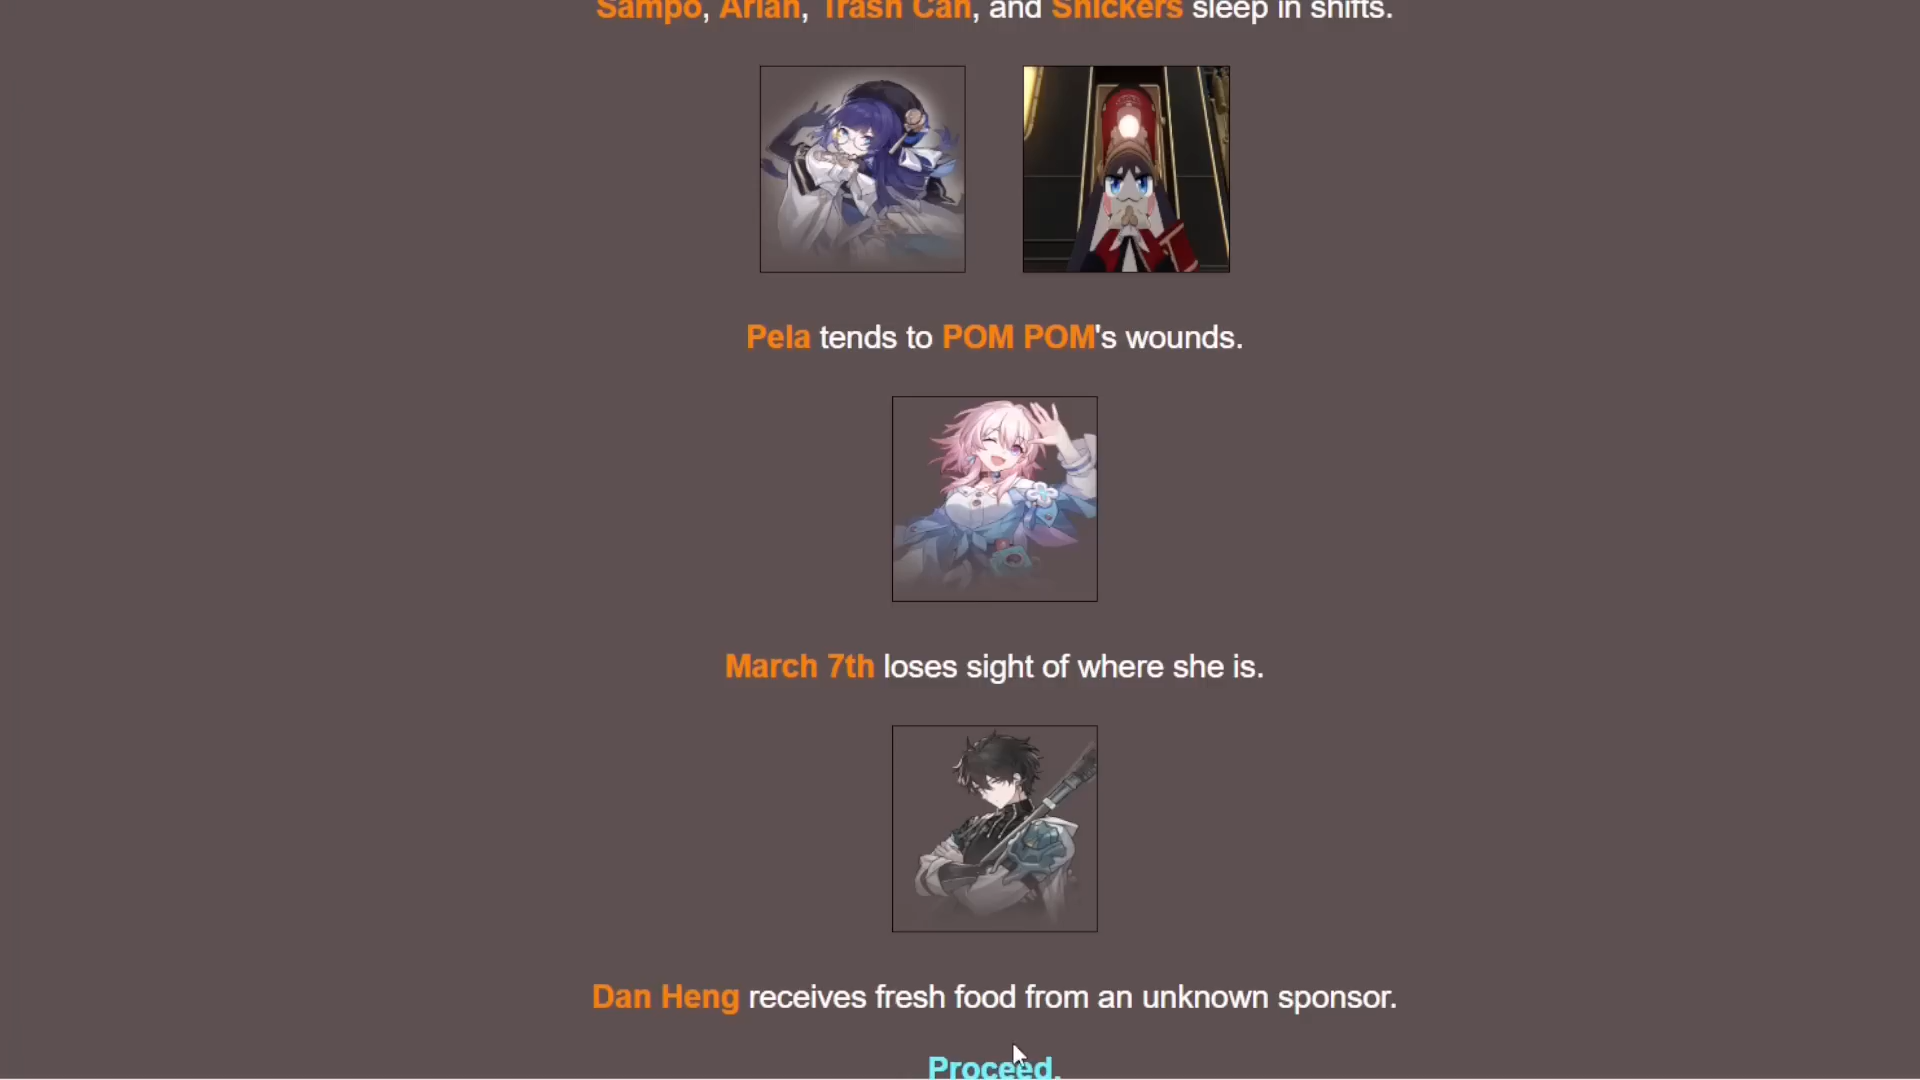 Sampo, Arlan, Trash Can, and Snickers sleep in shifts.
Pela tends to POM POM's wounds.
March 7th loses sight of where she is.
Dan Heng receives fresh food from an unknown sponsor.
Proceed.